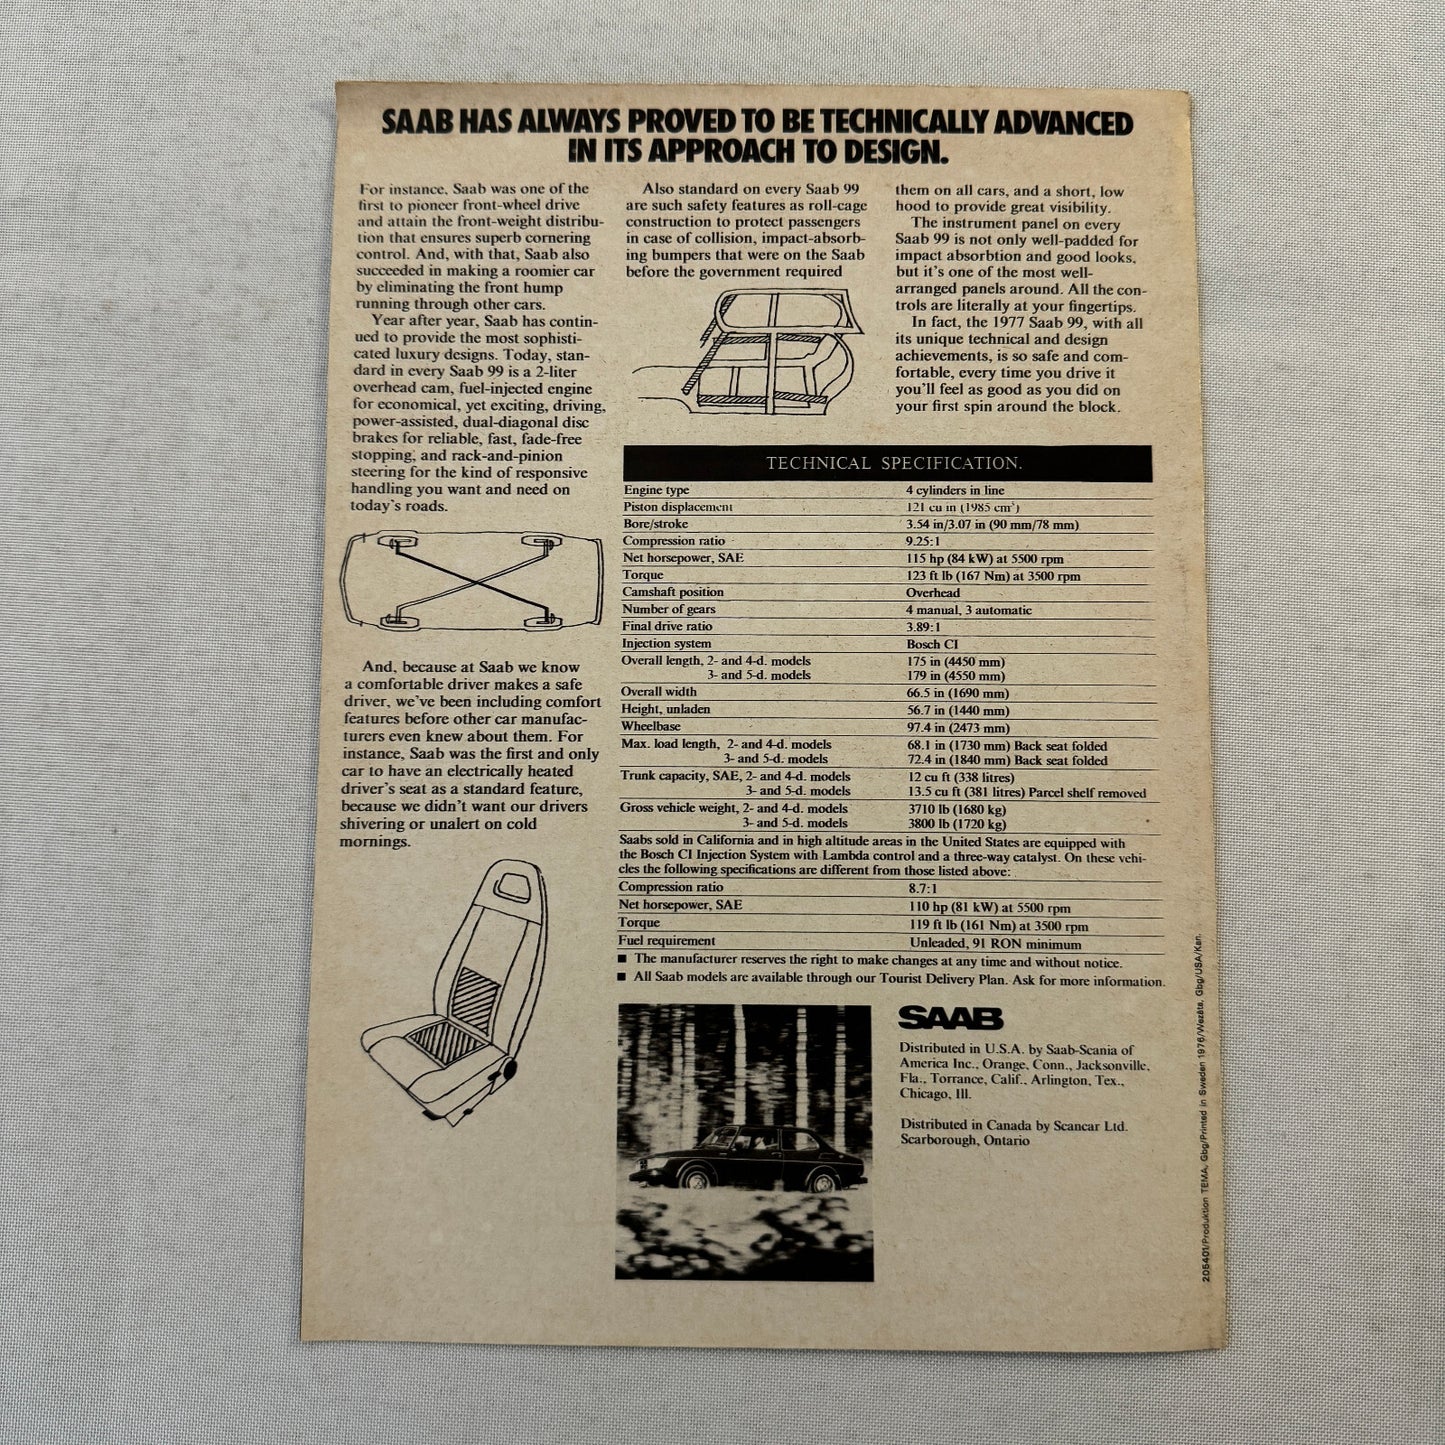 SAAB HAS ALWAYS PROVED TO BE TECHNICALLY ADVANCED
IN ITS APPROACH TO DESIGN.
For instance, Saab was one of the
first to pioneer front-wheel drive
and attain the front-weight distribu-
tion that ensures superb cornering
control. And, with that, Saab also
succeeded in making a roomier car
by eliminating the front hump
running through other cars.
Year after year, Saab has contin-
ued to provide the most sophisti-
cated luxury designs. Today, stan-
dard in every Saab 99 is a 2-liter
overhead cam, fuel-injected engine
for economical, yet exciting, driving,
power-assisted, dual-diagonal disc
brakes for reliable, fast, fade-free
stopping, and rack-and-pinion
steering for the kind of responsive
handling you want and need on
today's roads.
And, because at Saab we know
a comfortable driver makes a safe
driver, we've been including comfort
features before other car manufac-
turers even knew about them. For
instance, Saab was the first and only
car to have an electrically heated
driver's seat as a standard feature,
because we didn't want our drivers
shivering or unalert on cold
mornings.
Also standard on every Saab 99
are such safety features as roll-cage
construction to protect passengers
in case of collision, impact-absorb-
ing bumpers that were on the Saab
before the government required
them on all cars, and a short, low
hood to provide great visibility.
The instrument panel on every
Saab 99 is not only well-padded for
impact absorbtion and good looks,
but it's one of the most well-
arranged panels around. All the con-
trols are literally at your fingertips.
In fact, the 1977 Saab 99, with all
its unique technical and design
achievements, is so safe and com-
fortable, every time you drive it
you'll feel as good as you did on
your first spin around the block.
TECHNICAL SPECIFICATION.
Engine type 4 cylinders in line
Piston displacement 121 cu in (1985 cm³)
Bore/stroke 3.54 in/3.07 in (90 mm/78 mm)
Compression ratio 9.25:1
Net horsepower, SAE 115 hp (84 kW) at 5500 rpm
Torque 123 ft lb (167 Nm) at 3500 rpm
Camshaft position Overhead
Number of gears 4 manual, 3 automatic
Final drive ratio 3.89:1
Injection system Bosch CI
Overall length, 2- and 4-d. models 175 in (4450 mm)
3- and 5-d. models 179 in (4550 mm)
Overall width 66.5 in (1690 mm)
Height, unladen 56.7 in (1440 mm)
Wheelbase 97.4 in (2473 mm)
Max. load length, 2- and 4-d. models 68.1 in (1730 mm) Back seat folded
3- and 5-d. models 72.4 in (1840 mm) Back seat folded
Trunk capacity, SAE, 2- and 4-d. models 12 cu ft (338 litres)
3- and 5-d. models 13.5 cu ft (381 litres) Parcel shelf removed
Gross vehicle weight, 2- and 4-d. models 3710 lb (1680 kg)
3- and 5-d. models 3800 lb (1720 kg)
Saabs sold in California and in high altitude areas in the United States are equipped with
the Bosch CI Injection System with Lambda control and a three-way catalyst. On these vehi-
cles the following specifications are different from those listed above:
Compression ratio 8.7:1
Net horsepower, SAE 110 hp (81 kW) at 5500 rpm
Torque 119 ft lb (161 Nm) at 3500 rpm
Fuel requirement Unleaded, 91 RON minimum
■ The manufacturer reserves the right to make changes at any time and without notice.
■ All Saab models are available through our Tourist Delivery Plan. Ask for more information.
SAAB
Distributed in U.S.A. by Saab-Scania of
America Inc., Orange, Conn., Jacksonville,
Fla., Torrance, Calif., Arlington, Tex.,
Chicago, Ill.
Distributed in Canada by Scancar Ltd.
Scarborough, Ontario
205401/Produktion TEMA, Gbg/Printed in Sweden 1976/Wezäta, Gbg/USA/Kan.